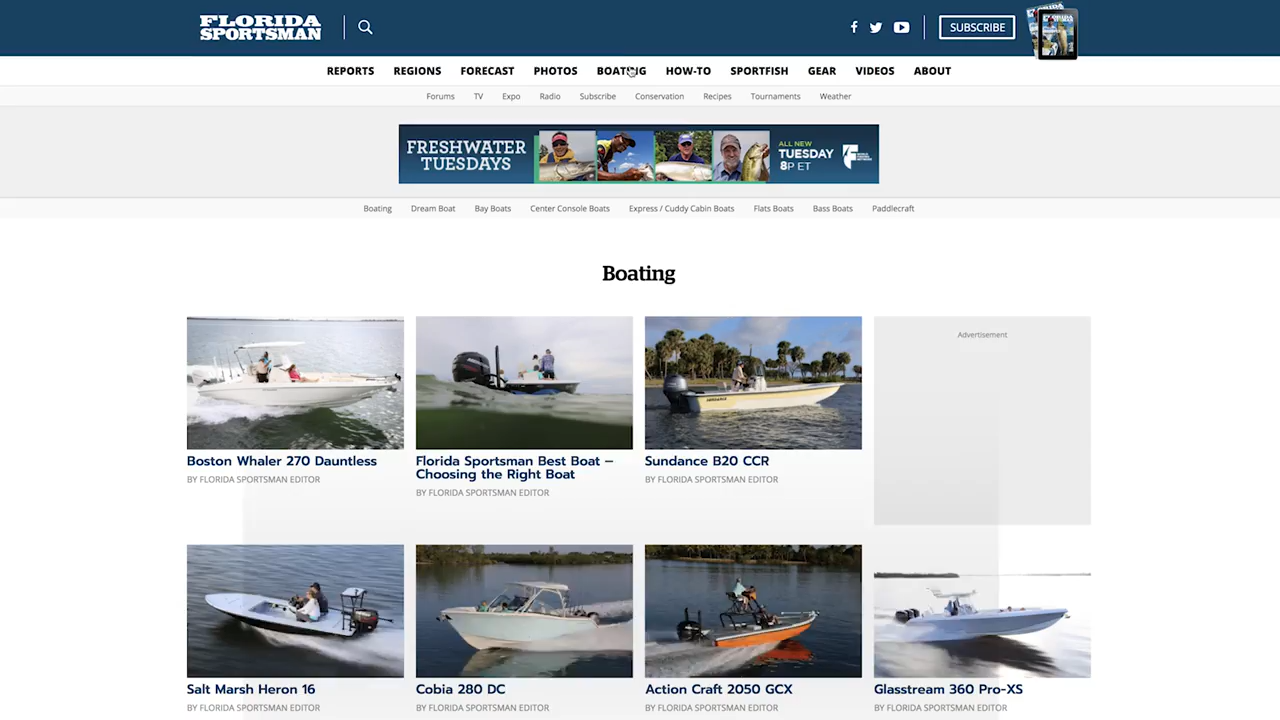 FLORIDA
SPORTSMAN
SUBSCRIBE
REPORTS REGIONS FORECAST PHOTOS BOATING HOW-TO SPORTFISH GEAR VIDEOS ABOUT
Forums TV Expo Radio Subscribe Conservation Recipes Tournaments Weather
FRESHWATER
TUESDAYS
ALL NEW
TUESDAY
8P ET
Boating Dream Boat Bay Boats Center Console Boats Express / Cuddy Cabin Boats Flats Boats Bass Boats Paddlecraft
Boating
Advertisement
SUNDANCE
Boston Whaler 270 Dauntless
BY FLORIDA SPORTSMAN EDITOR
Florida Sportsman Best Boat –
Choosing the Right Boat
BY FLORIDA SPORTSMAN EDITOR
Sundance B20 CCR
BY FLORIDA SPORTSMAN EDITOR
Salt Marsh Heron 16
BY FLORIDA SPORTSMAN EDITOR
Cobia 280 DC
BY FLORIDA SPORTSMAN EDITOR
Action Craft 2050 GCX
BY FLORIDA SPORTSMAN EDITOR
Glasstream 360 Pro-XS
BY FLORIDA SPORTSMAN EDITOR